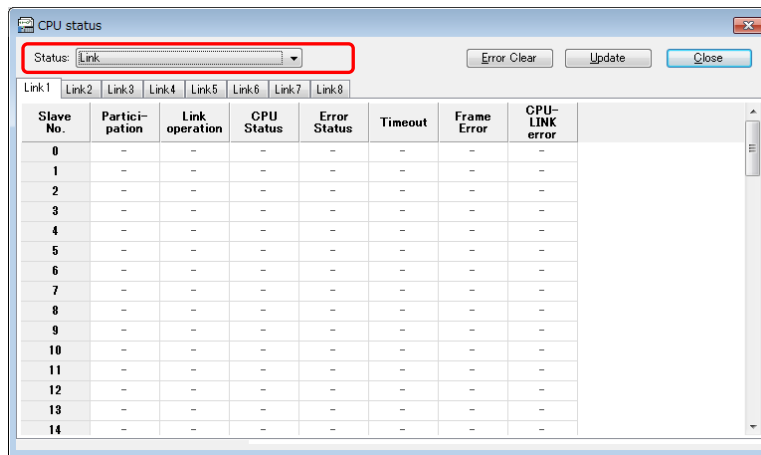 CPU status
Status: Link Error Clear Update Close
Link1 Link2 Link3 Link4 Link5 Link6 Link7 Link8
Slave No. Partici-pation Link operation CPU Status Error Status Timeout Frame Error CPU-LINK error
0 - - - - - - -
1 - - - - - - -
2 - - - - - - -
3 - - - - - - -
4 - - - - - - -
5 - - - - - - -
6 - - - - - - -
7 - - - - - - -
8 - - - - - - -
9 - - - - - - -
10 - - - - - - -
11 - - - - - - -
12 - - - - - - -
13 - - - - - - -
14 - - - - - - -